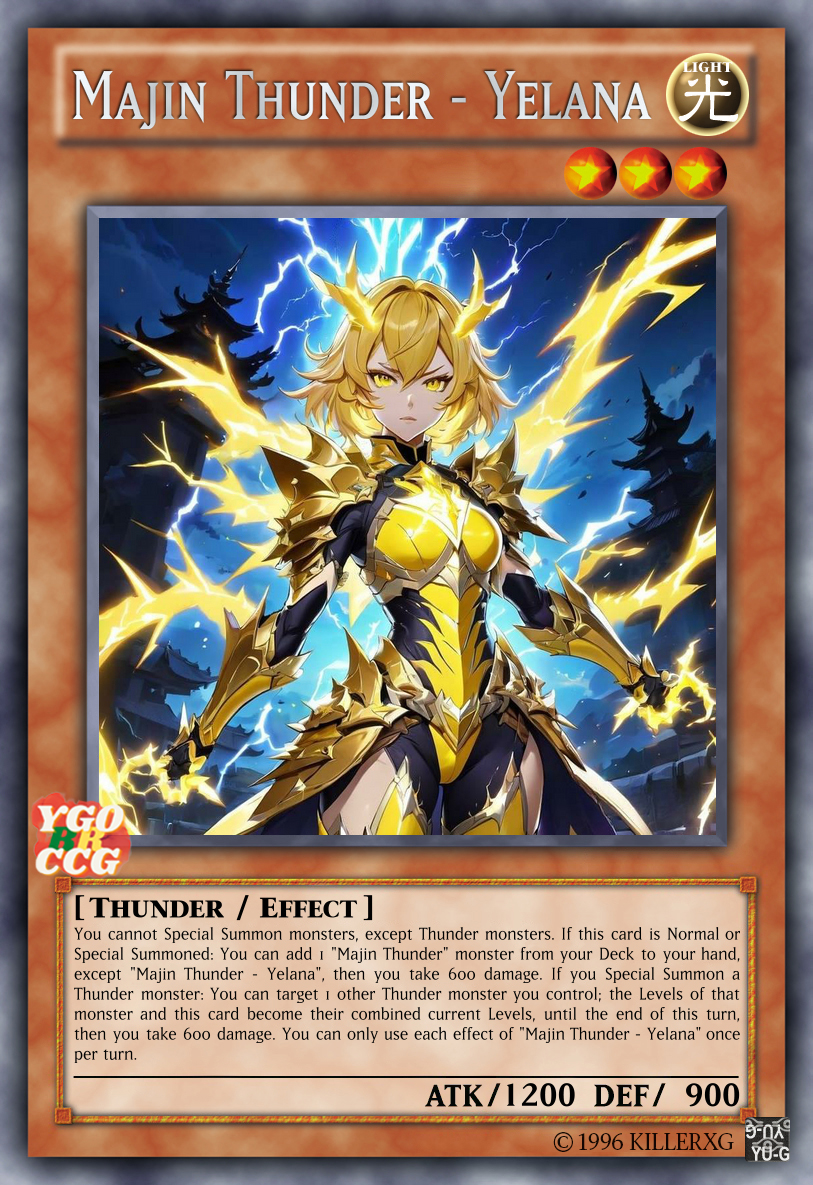 Majin Thunder - Yelana
LIGHT
光
YGO
RR
CCG
[ Thunder / Effect ]
You cannot Special Summon monsters, except Thunder monsters. If this card is Normal or
Special Summoned: You can add 1 "Majin Thunder" monster from your Deck to your hand,
except "Majin Thunder - Yelana", then you take 600 damage. If you Special Summon a
Thunder monster: You can target 1 other Thunder monster you control; the Levels of that
monster and this card become their combined current Levels, until the end of this turn,
then you take 600 damage. You can only use each effect of "Majin Thunder - Yelana" once
per turn.
ATK/1200 DEF/ 900
© 1996 KILLERXG
YU-G
YU-G